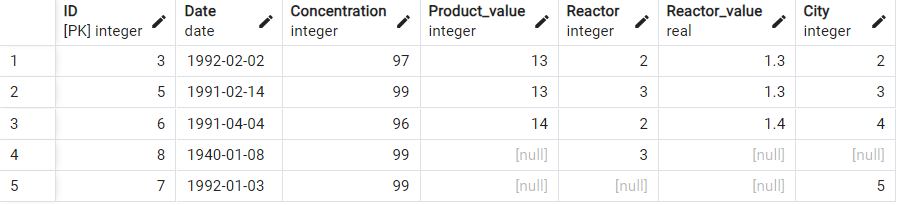 ID Date Concentration Product_value Reactor Reactor_value City
[PK] integer date integer integer integer real integer
1 3 1992-02-02 97 13 2 1.3 2
2 5 1991-02-14 99 13 3 1.3 3
3 6 1991-04-04 96 14 2 1.4 4
4 8 1940-01-08 99 [null] 3 [null] [null]
5 7 1992-01-03 99 [null] [null] [null] 5